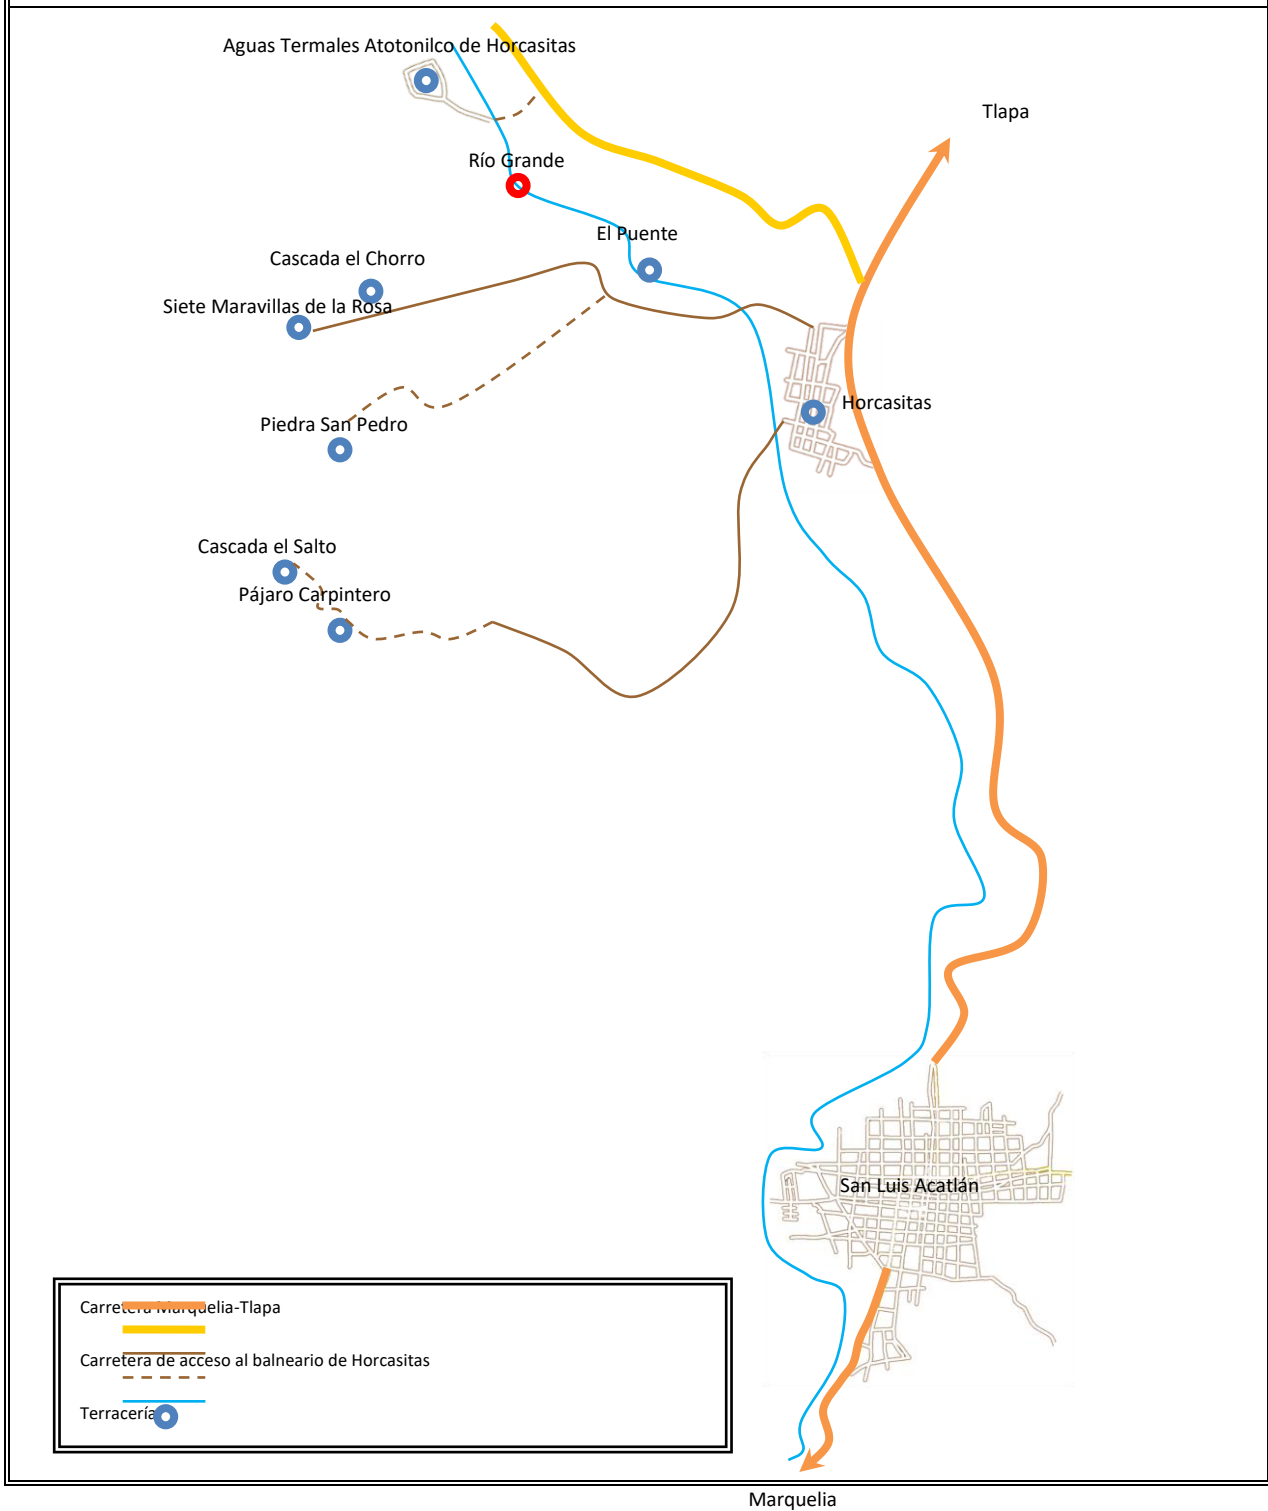 Aguas Termales Atotonilco de Horcasitas
Tlapa
Río Grande
El Puente
Cascada el Chorro
Siete Maravillas de la Rosa
Horcasitas
Piedra San Pedro
Cascada el Salto
Pájaro Carpintero
San Luis Acatlán
Carretera Marquelia-Tlapa
Carretera de acceso al balneario de Horcasitas
Terracería
Marquelia